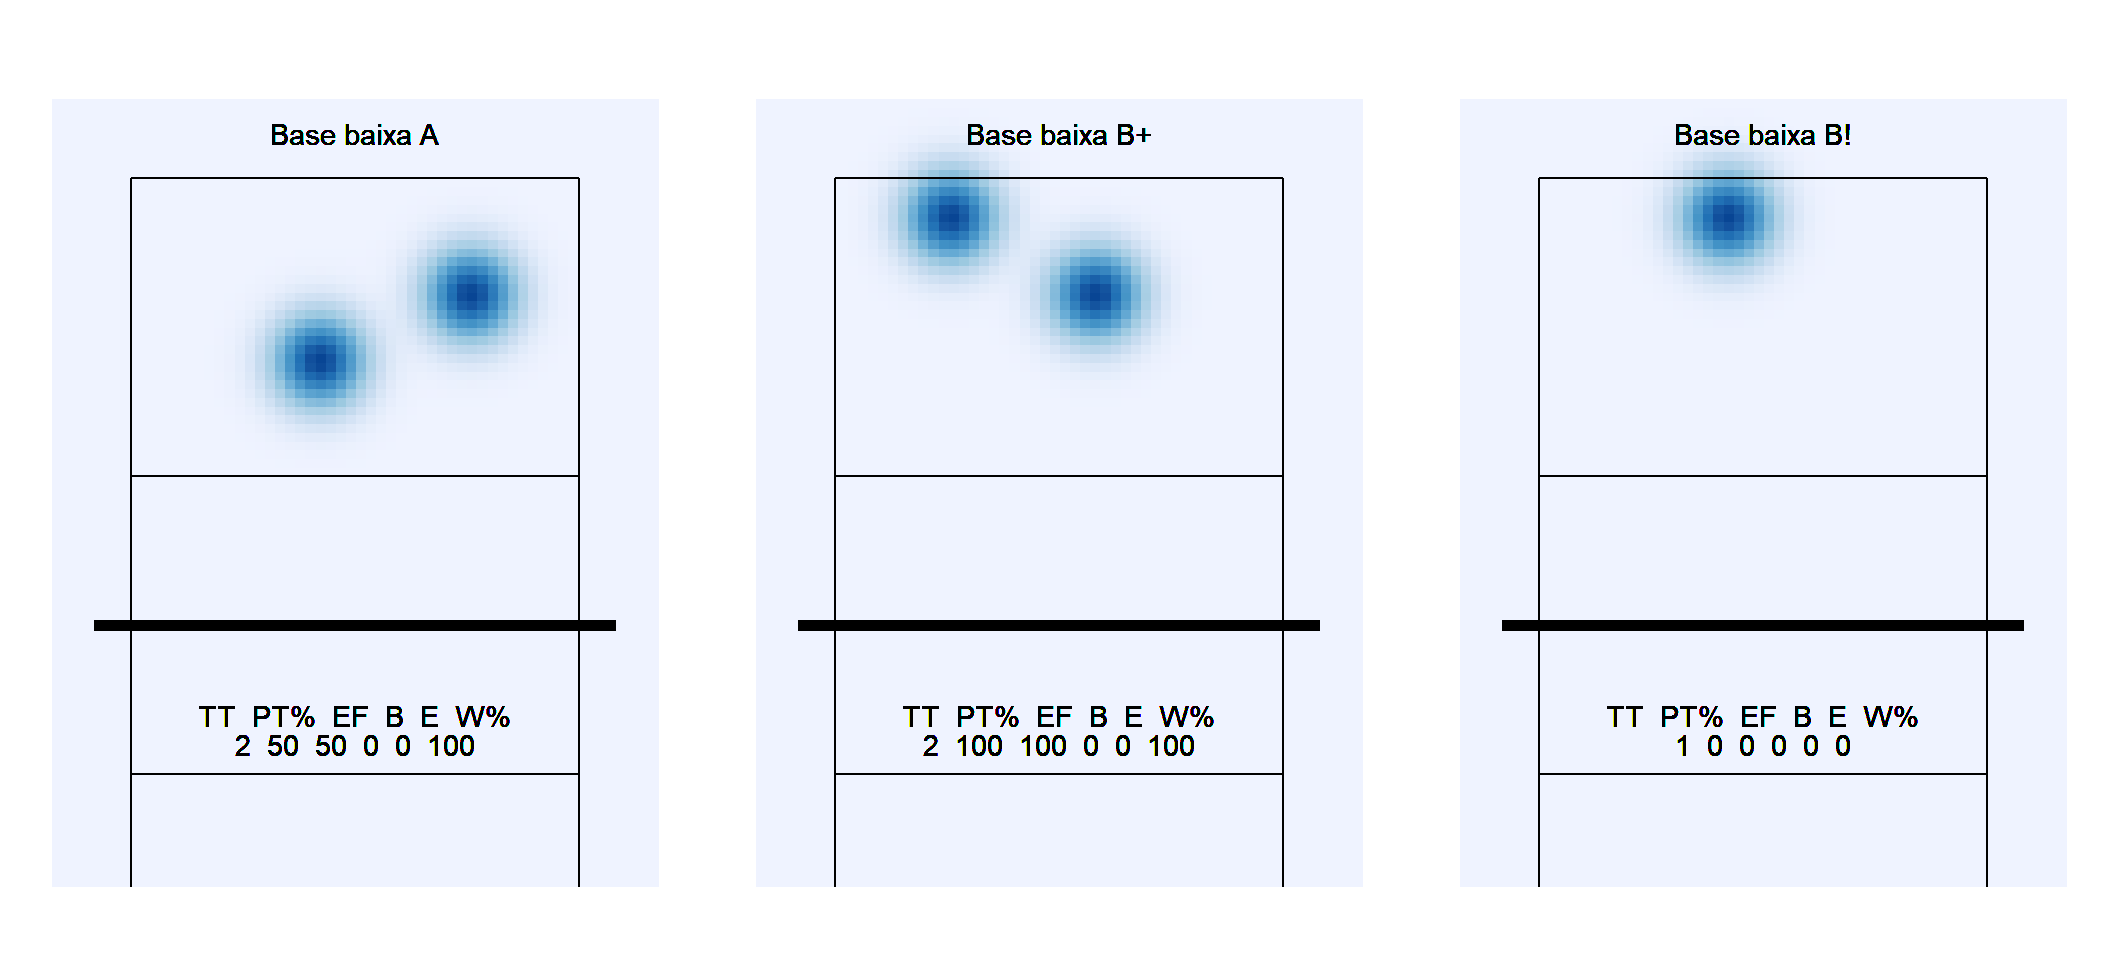 Base baixa A
TT PT% EF B E W%
2 50 50 0 0 100
Base baixa B+
TT PT% EF B E W%
2 100 100 0 0 100
Base baixa B!
TT PT% EF B E W%
1 0 0 0 0 0